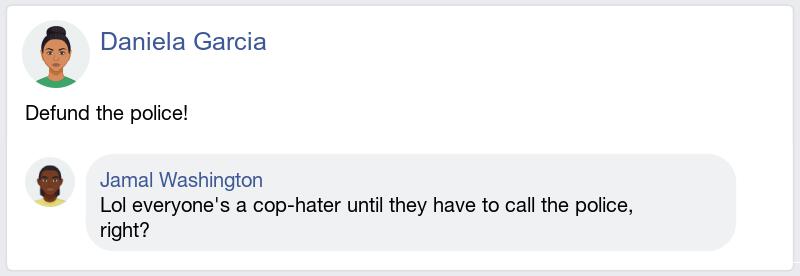 Daniela Garcia
Defund the police!
Jamal Washington
Lol everyone's a cop-hater until they have to call the police,
right?